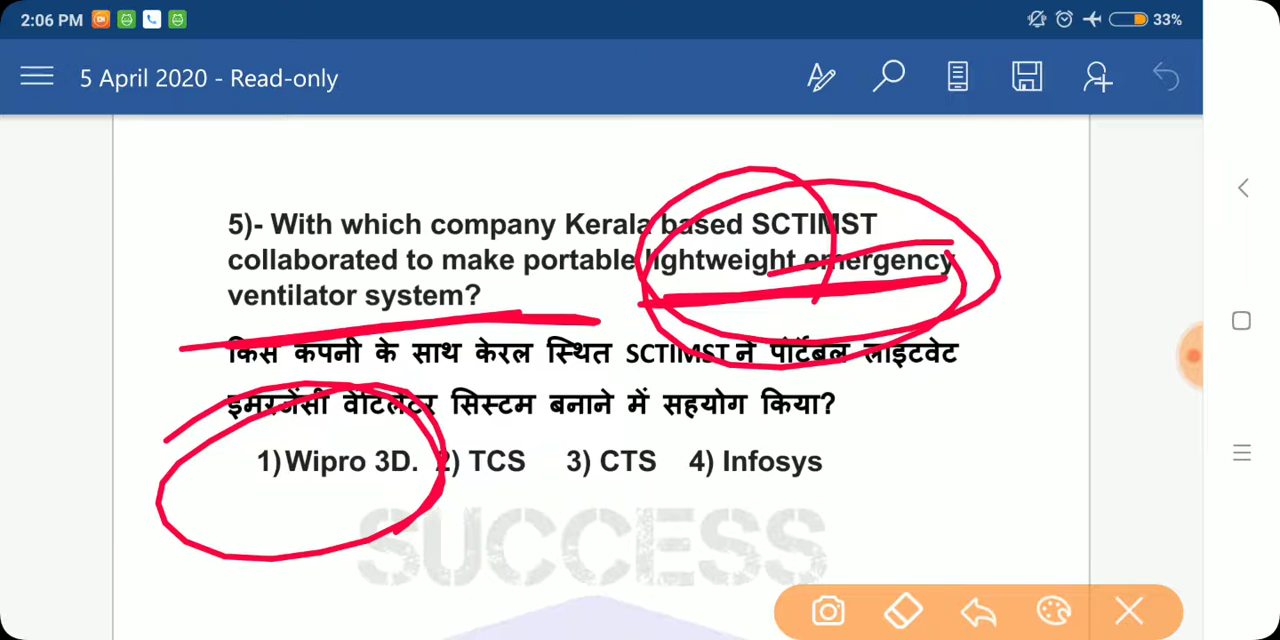 2:06 PM
33%
5 April 2020 - Read-only
5)- With which company Kerala based SCTIMST
collaborated to make portable lightweight emergency
ventilator system?
किस कंपनी के साथ केरल स्थित SCTIMST ने पोर्टेबल लाइटवेट
इमरजेंसी वेंटिलेटर सिस्टम बनाने में सहयोग किया?
1) Wipro 3D. 2) TCS 3) CTS 4) Infosys
SUCCESS